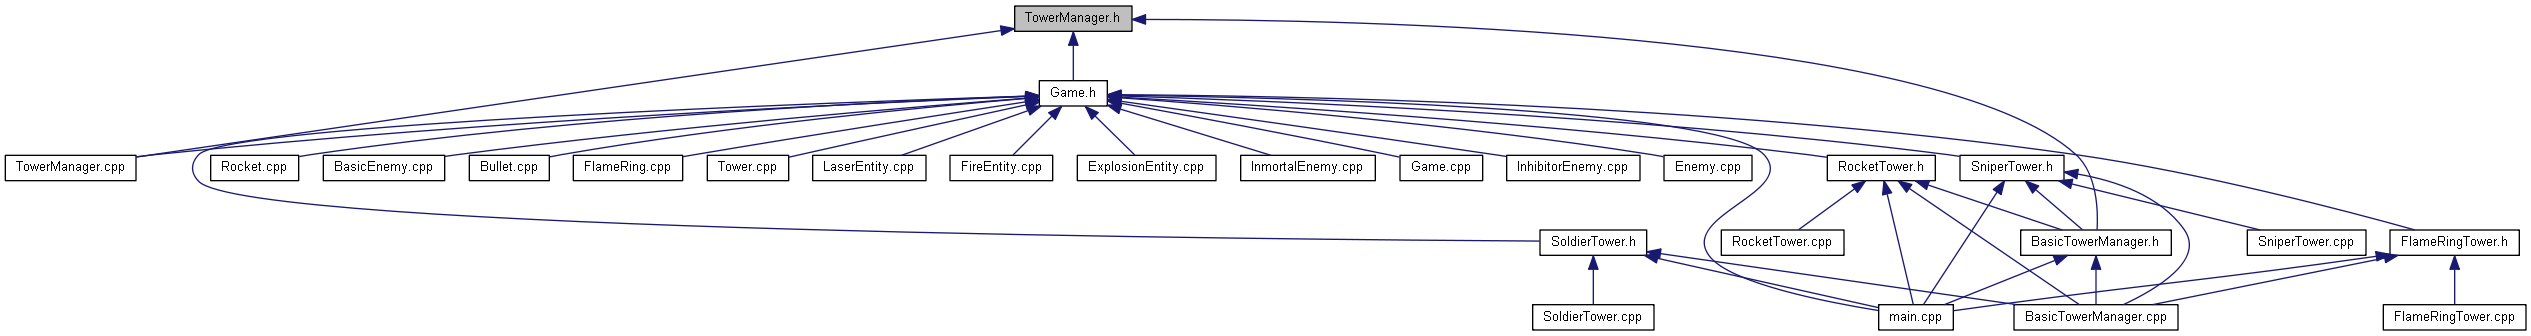 TowerManager.h
Game.h
TowerManager.cpp
Rocket.cpp
BasicEnemy.cpp
Bullet.cpp
FlameRing.cpp
Tower.cpp
LaserEntity.cpp
FireEntity.cpp
ExplosionEntity.cpp
InmortalEnemy.cpp
Game.cpp
InhibitorEnemy.cpp
Enemy.cpp
RocketTower.h
SniperTower.h
SoldierTower.h
RocketTower.cpp
BasicTowerManager.h
SniperTower.cpp
FlameRingTower.h
SoldierTower.cpp
main.cpp
BasicTowerManager.cpp
FlameRingTower.cpp